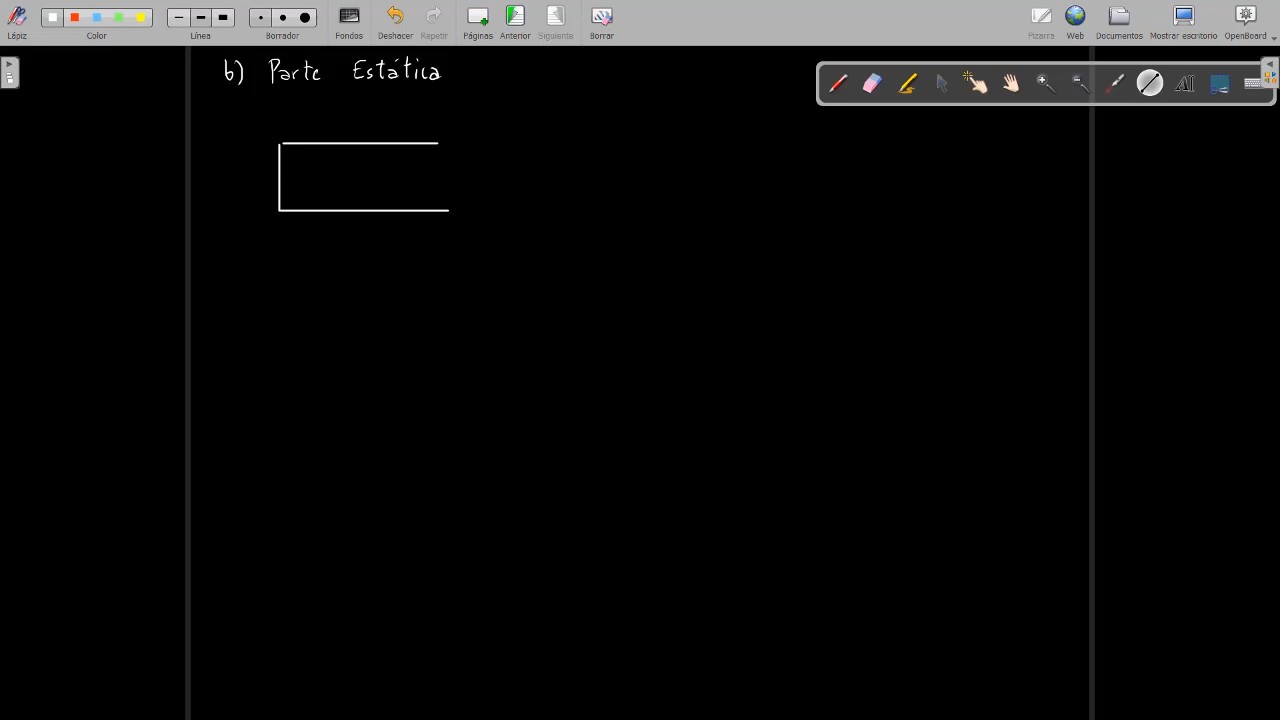 Lápiz Color Línea Borrador Fondos Deshacer Repetir Páginas Anterior Siguiente Borrar Pizarra Web Documentos Mostrar escritorio OpenBoard
b) Parte Estática